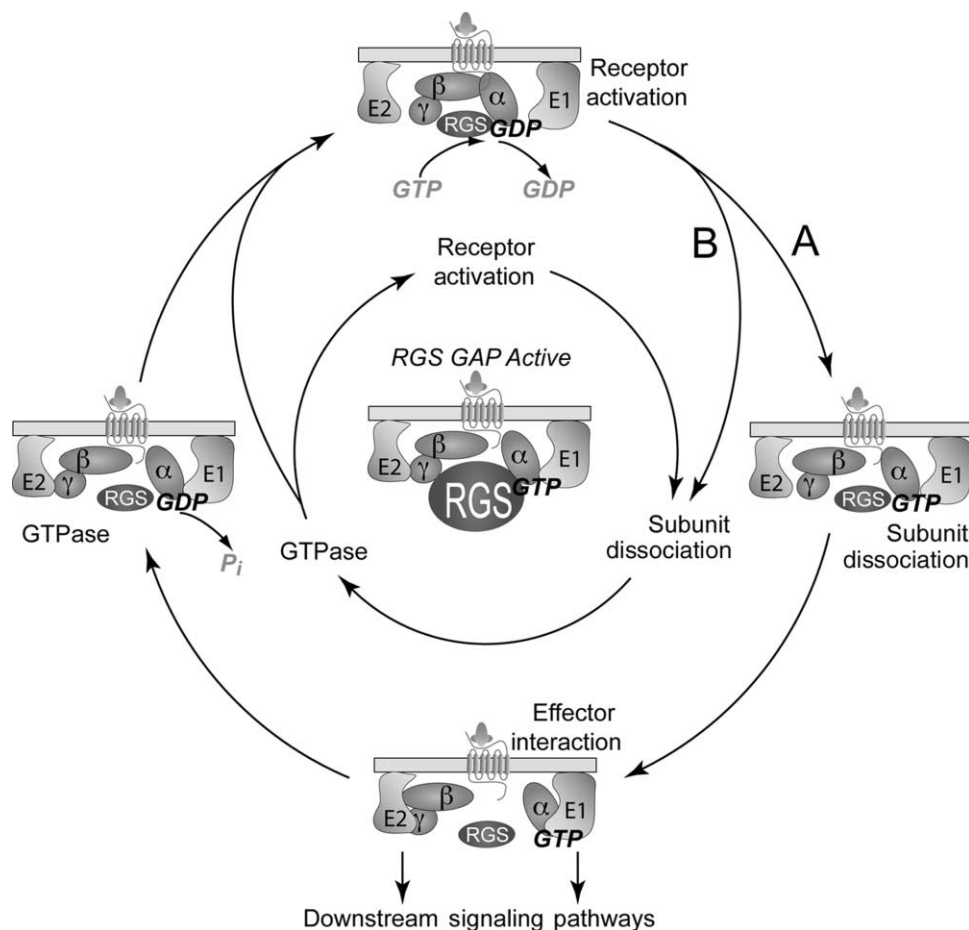 Receptor
activation
E2 γ β α E1
RGS GDP
GTP GDP
B A
Receptor
activation
RGS GAP Active
E2 γ β α E1
RGS GTP
E2 γ β α E1
RGS GDP
GTPase
Pi
GTPase
Subunit
dissociation
E2 γ β α E1
RGS GTP
Subunit
dissociation
Effector
interaction
E2 γ β α E1
RGS GTP
Downstream signaling pathways